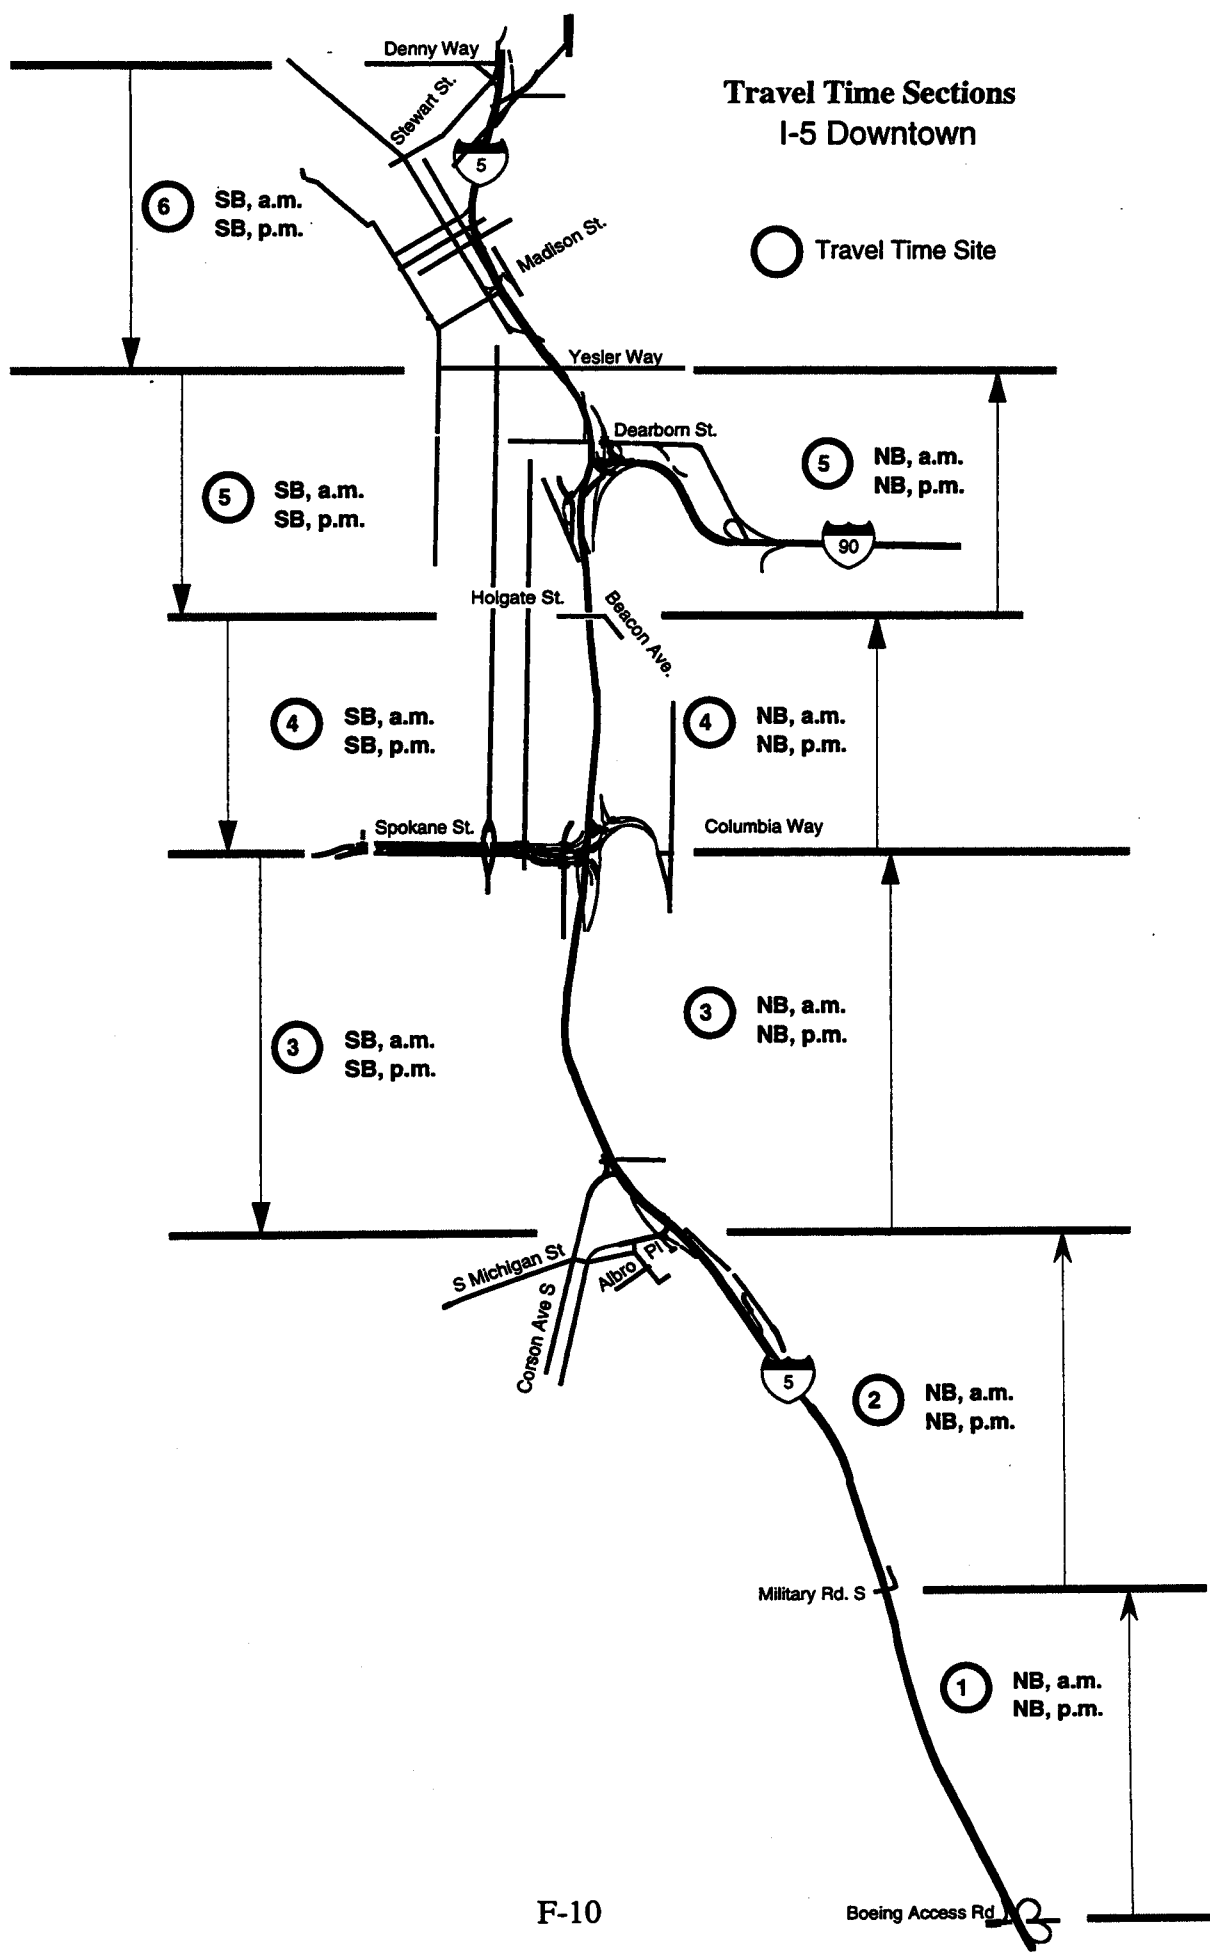 Denny Way
Travel Time Sections
I-5 Downtown
Stewart St.
5
6
SB, a.m.
SB, p.m.
Madison St.
Travel Time Site
Yesler Way
Dearborn St.
5
NB, a.m.
NB, p.m.
5
SB, a.m.
SB, p.m.
90
Holgate St.
Beacon Ave.
4
SB, a.m.
SB, p.m.
4
NB, a.m.
NB, p.m.
Spokane St.
Columbia Way
3
NB, a.m.
NB, p.m.
3
SB, a.m.
SB, p.m.
S Michigan St
Albro Pl
Corson Ave S
5
2
NB, a.m.
NB, p.m.
Military Rd. S
1
NB, a.m.
NB, p.m.
Boeing Access Rd
F-10